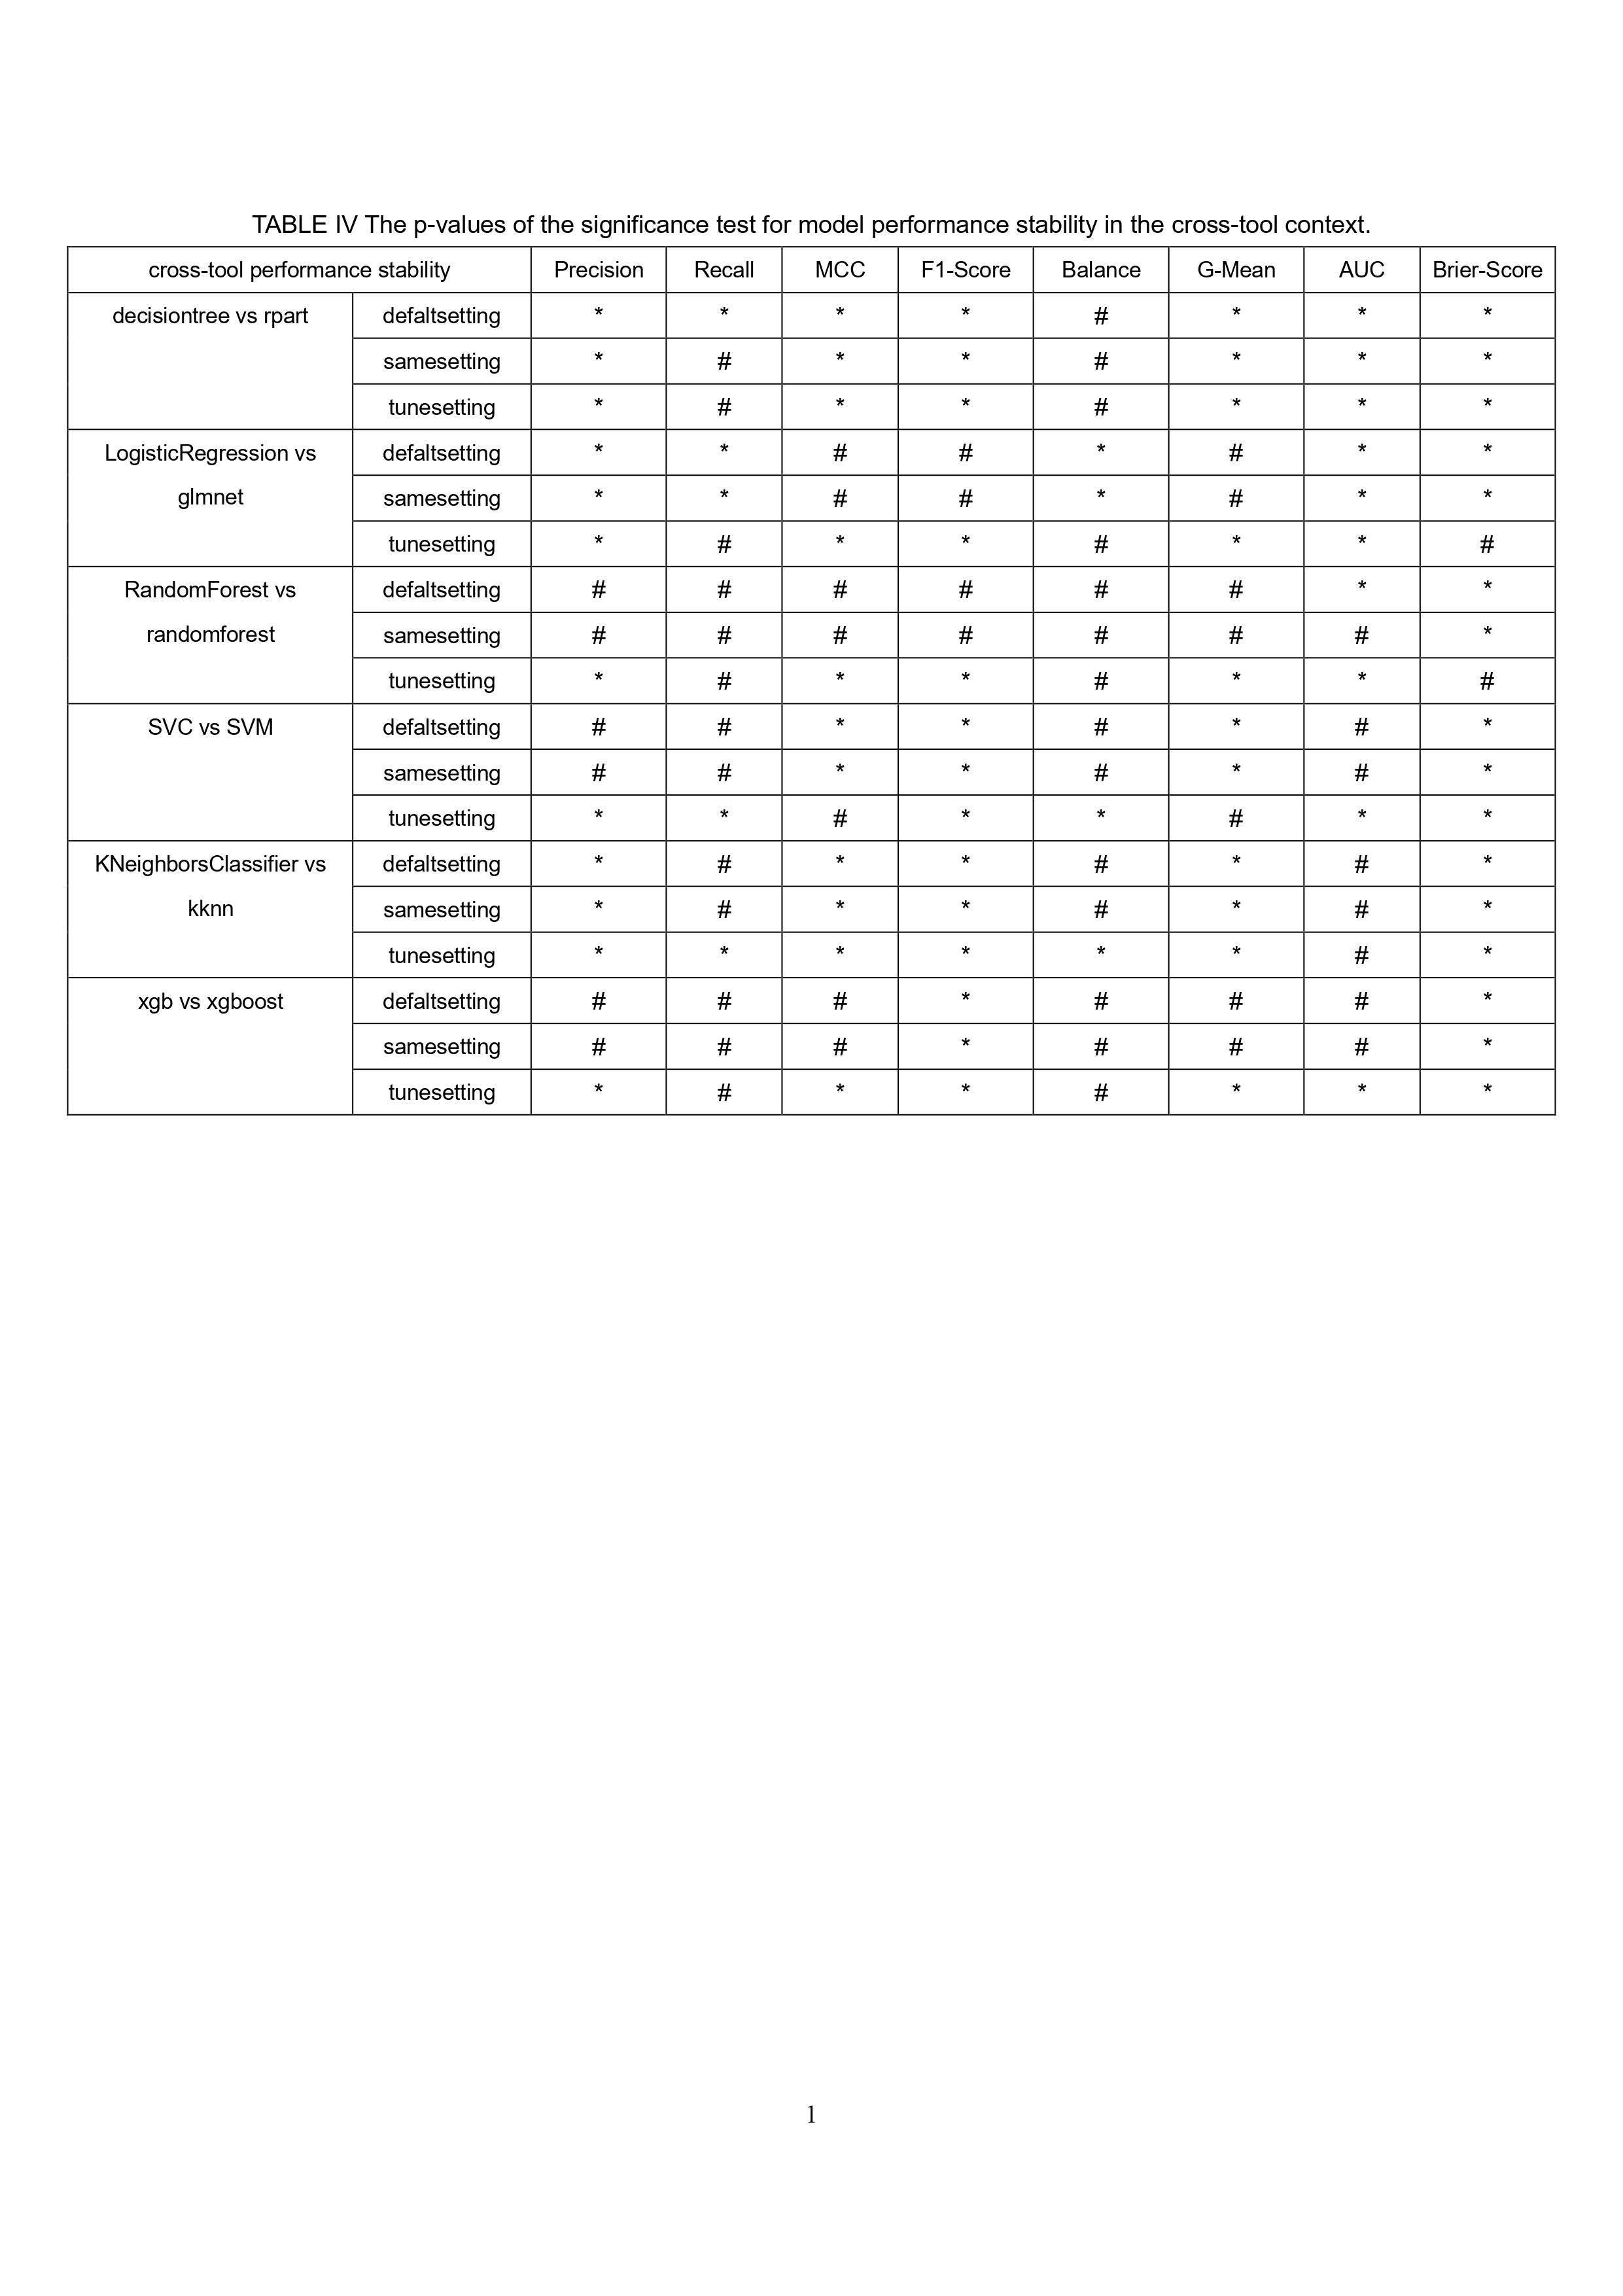 TABLE IV The p-values of the significance test for model performance stability in the cross-tool context.
cross-tool performance stability Precision Recall MCC F1-Score Balance G-Mean AUC Brier-Score
decisiontree vs rpart defaltsetting * * * * # * * *
samesetting * # * * # * * *
tunesetting * # * * # * * *
LogisticRegression vs defaltsetting * * # # * # * *
glmnet samesetting * * # # * # * *
tunesetting * # * * # * * #
RandomForest vs defaltsetting # # # # # # * *
randomforest samesetting # # # # # # # *
tunesetting * # * * # * * #
SVC vs SVM defaltsetting # # * * # * # *
samesetting # # * * # * # *
tunesetting * * # * * # * *
KNeighborsClassifier vs defaltsetting * # * * # * # *
kknn samesetting * # * * # * # *
tunesetting * * * * * * # *
xgb vs xgboost defaltsetting # # # * # # # *
samesetting # # # * # # # *
tunesetting * # * * # * * *
1